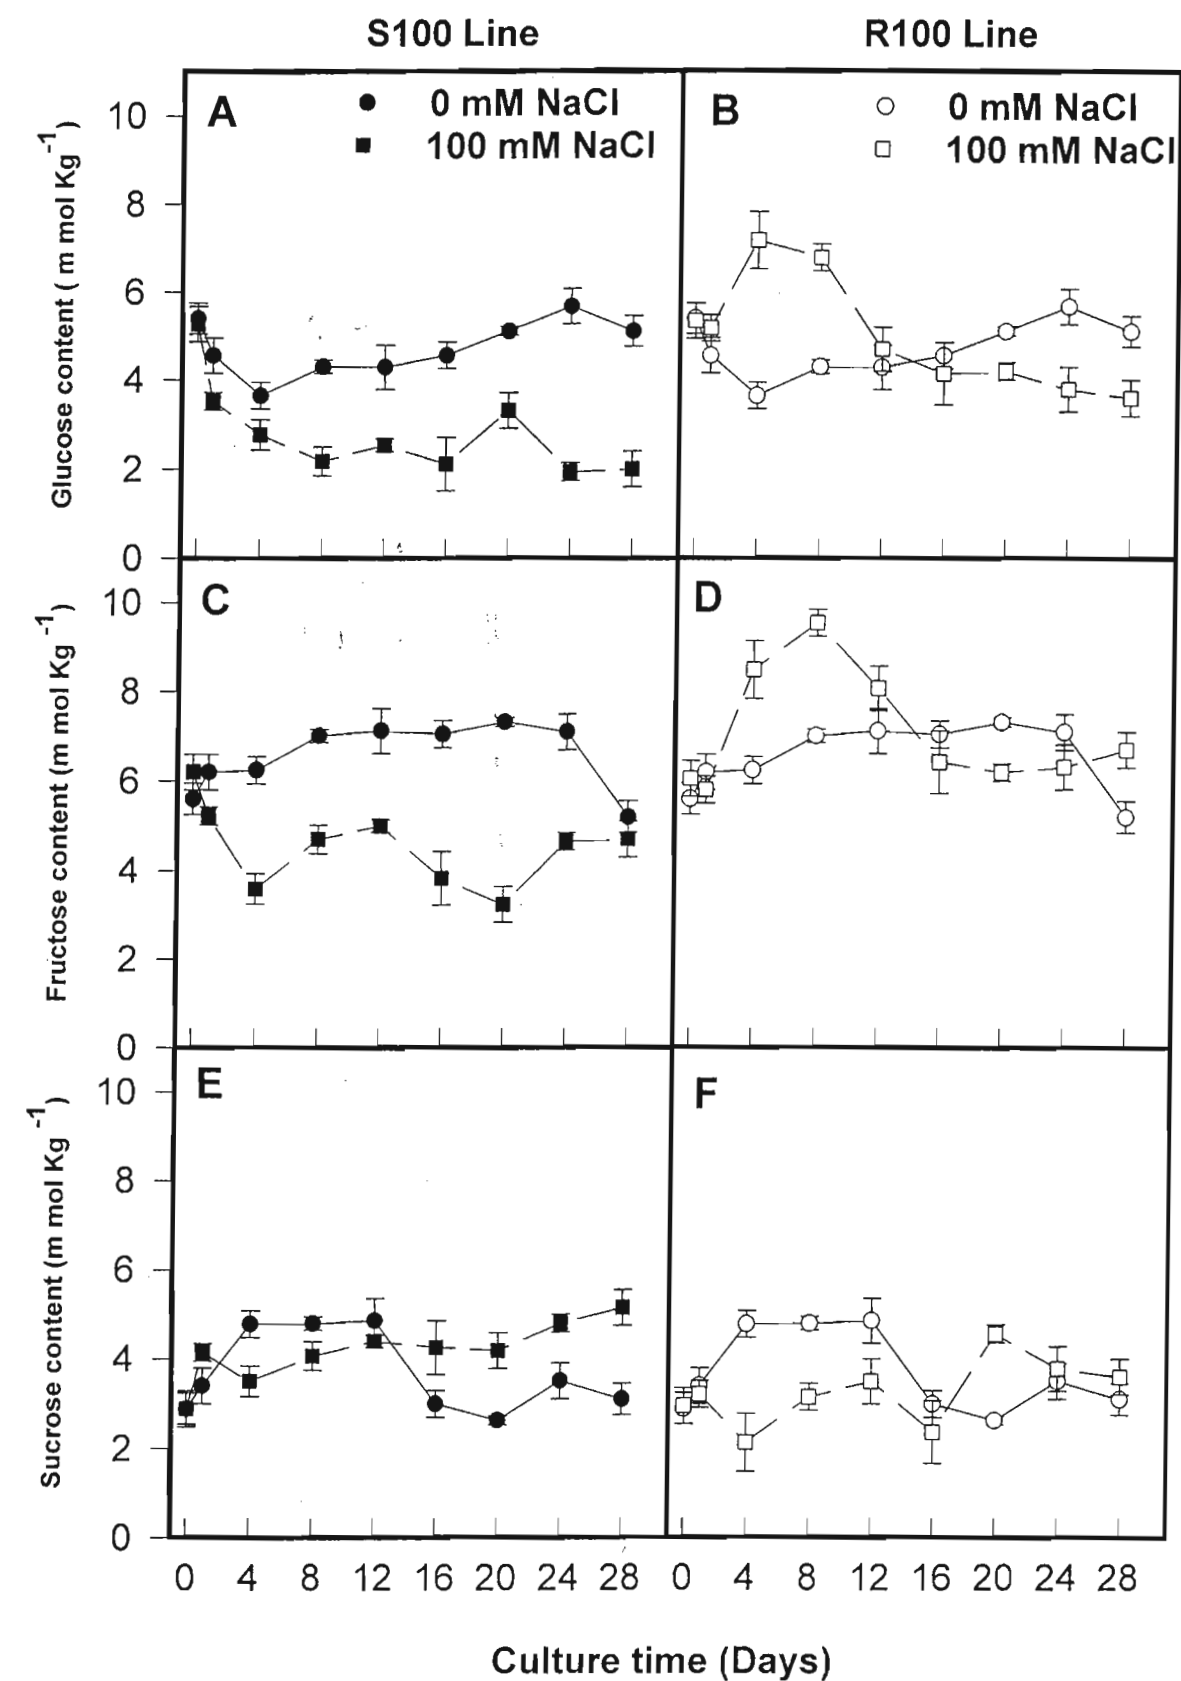 S100 Line
R100 Line
A
0 mM NaCl
100 mM NaCl
B
0 mM NaCl
100 mM NaCl
Glucose content ( m mol Kg⁻¹)
10
8
6
4
2
0
C
D
Fructose content (m mol Kg⁻¹)
10
8
6
4
2
0
E
F
Sucrose content (m mol Kg⁻¹)
10
8
6
4
2
0
0 4 8 12 16 20 24 28 0 4 8 12 16 20 24 28
Culture time (Days)